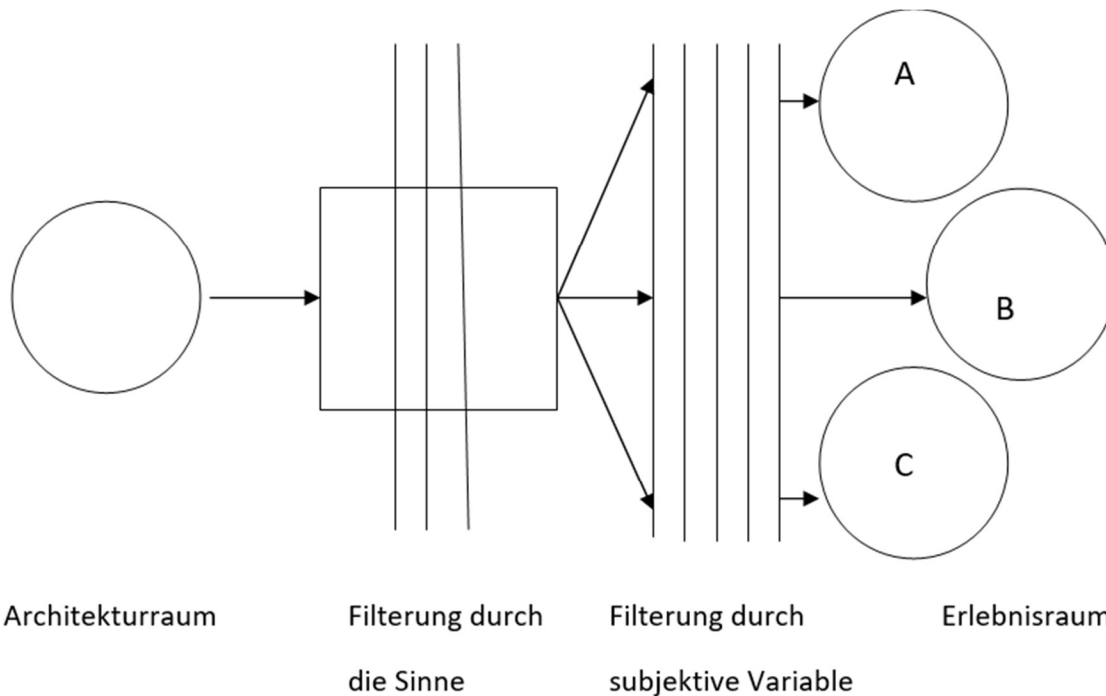 A
B
C
Architekturraum
Filterung durch
die Sinne
Filterung durch
subjektive Variable
Erlebnisraum